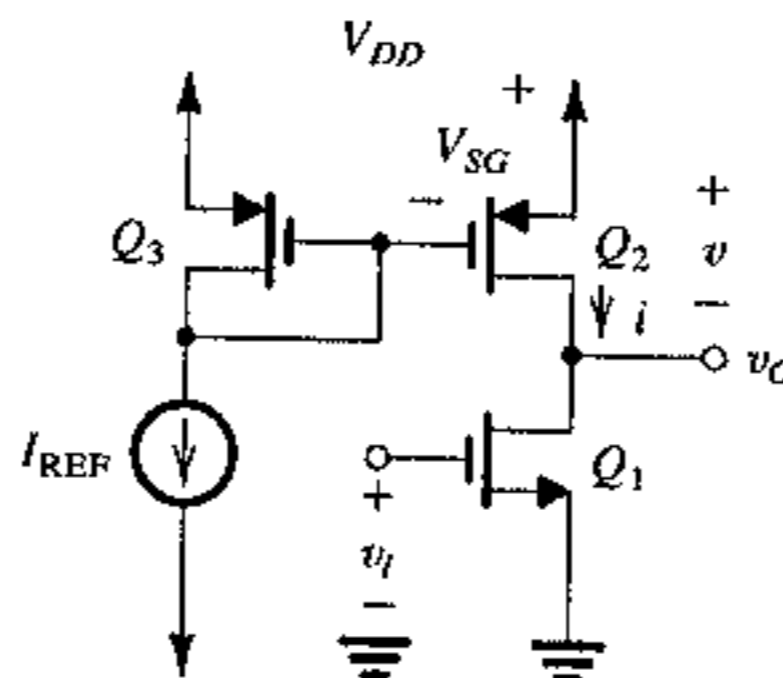 V_DD
+
V_SG
−
+
Q_3
Q_2
v
i
−
v_O
I_REF
Q_1
+
v_I
−